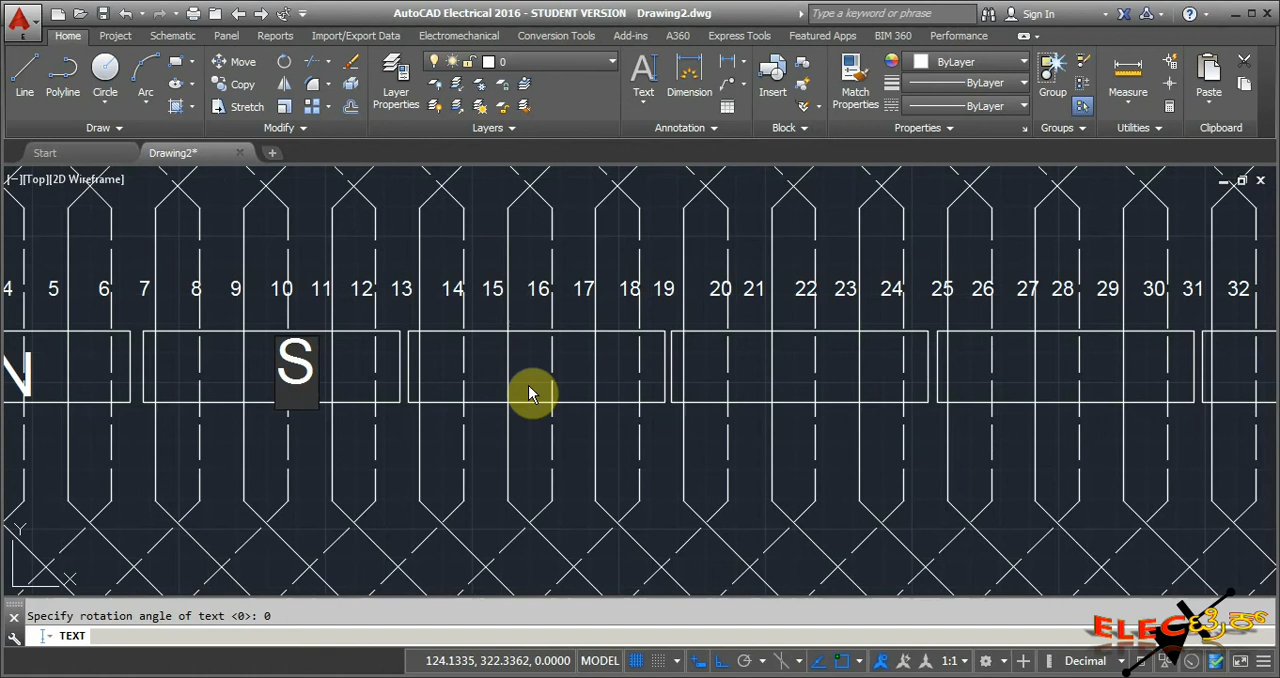 AutoCAD Electrical 2016 - STUDENT VERSION Drawing2.dwg
Type a keyword or phrase
Sign In
Home Project Schematic Panel Reports Import/Export Data Electromechanical Conversion Tools Add-ins A360 Express Tools Featured Apps BIM 360 Performance
Move
Copy
Stretch
0
ByLayer
ByLayer
ByLayer
Line Polyline Circle Arc Layer Properties Text Dimension Insert Match Properties Group Measure Paste
Draw Modify Layers Annotation Block Properties Groups Utilities Clipboard
Start Drawing2*
[−][Top][2D Wireframe]
4 5 6 7 8 9 10 11 12 13 14 15 16 17 18 19 20 21 22 23 24 25 26 27 28 29 30 31 32
N S
Y
X
Specify rotation angle of text <0>: 0
TEXT
124.1335, 322.3362, 0.0000 MODEL 1:1 Decimal